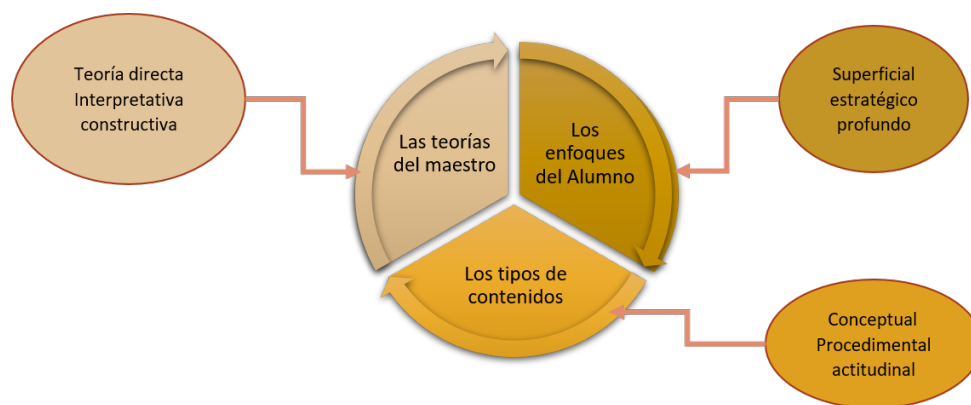 Teoría directa
Interpretativa
constructiva
Las teorías
del maestro
Los
enfoques
del Alumno
Superficial
estratégico
profundo
Los tipos de
contenidos
Conceptual
Procedimental
actitudinal